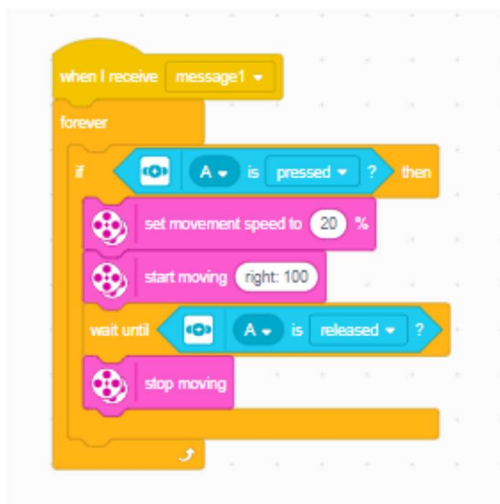 when I receive message1
forever
if A is pressed ? then
set movement speed to 20 %
start moving right: 100
wait until A is released ?
stop moving